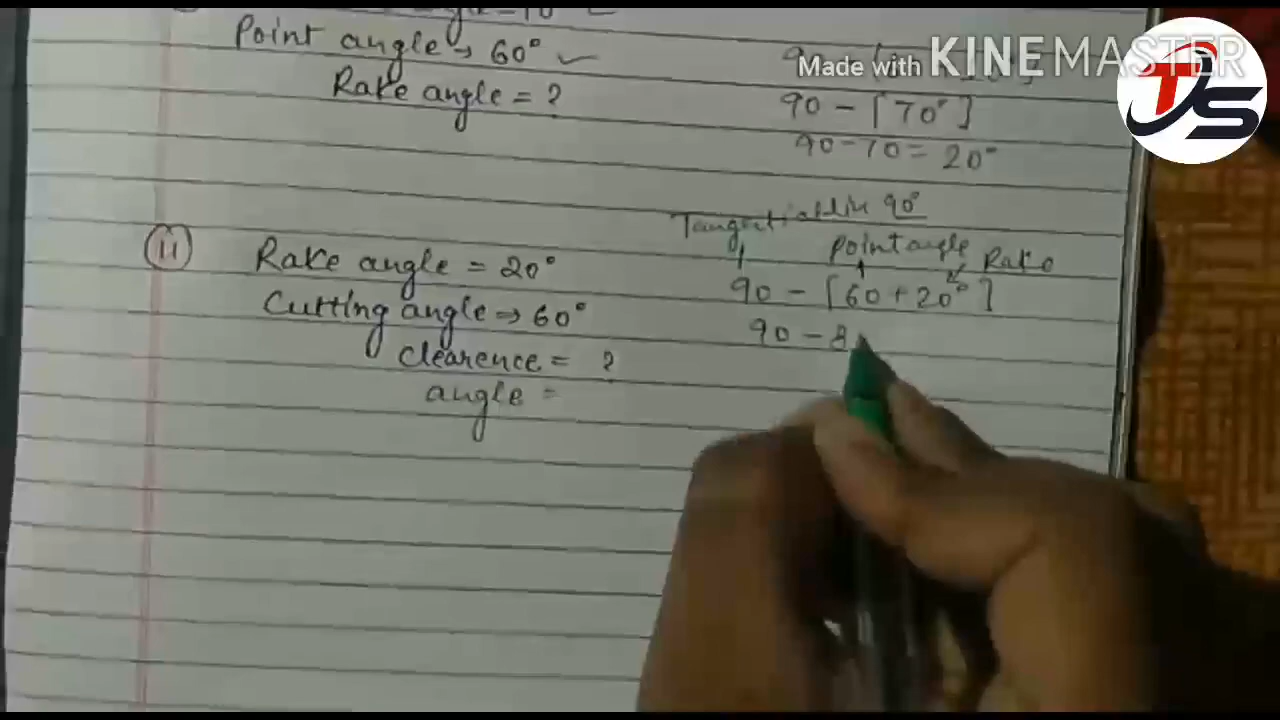 Point angle → 60° ✓
Rake angle = ?
90 - [70°]
90-70 = 20°
(11)
Rake angle = 20°
Cutting angle → 60°
Clearence = ?
angle =
90°
Point angle Rake
90 - [60 + 20°]
90 - 8
Made with KINEMASTER
TJS